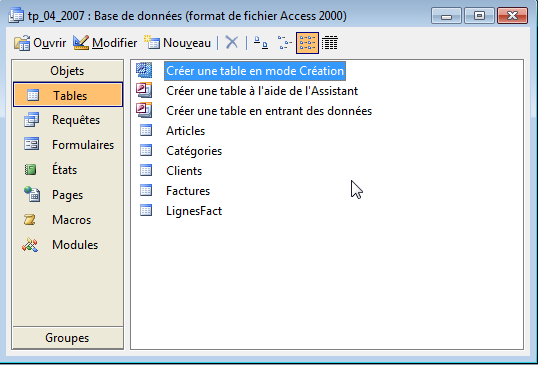 tp_04_2007 : Base de données (format de fichier Access 2000)
Ouvrir Modifier Nouveau
Objets
Tables
Requêtes
Formulaires
États
Pages
Macros
Modules
Groupes
Créer une table en mode Création
Créer une table à l'aide de l'Assistant
Créer une table en entrant des données
Articles
Catégories
Clients
Factures
LignesFact